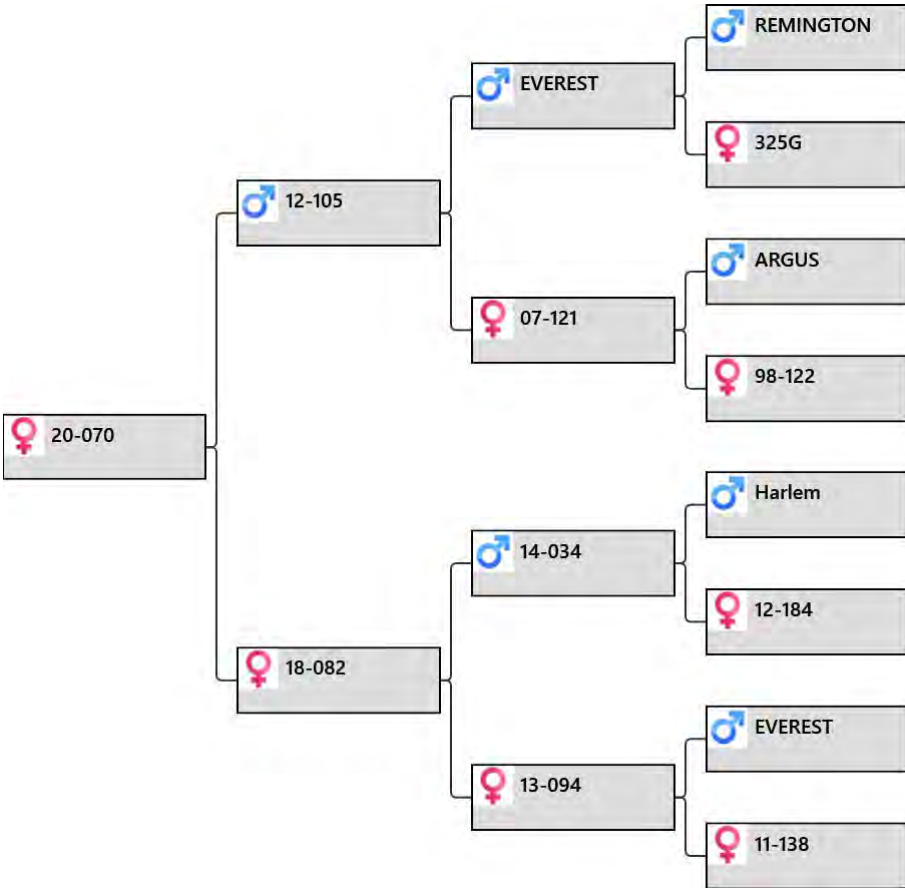 REMINGTON
EVEREST
325G
12-105
ARGUS
07-121
98-122
20-070
Harlem
14-034
12-184
18-082
EVEREST
13-094
11-138